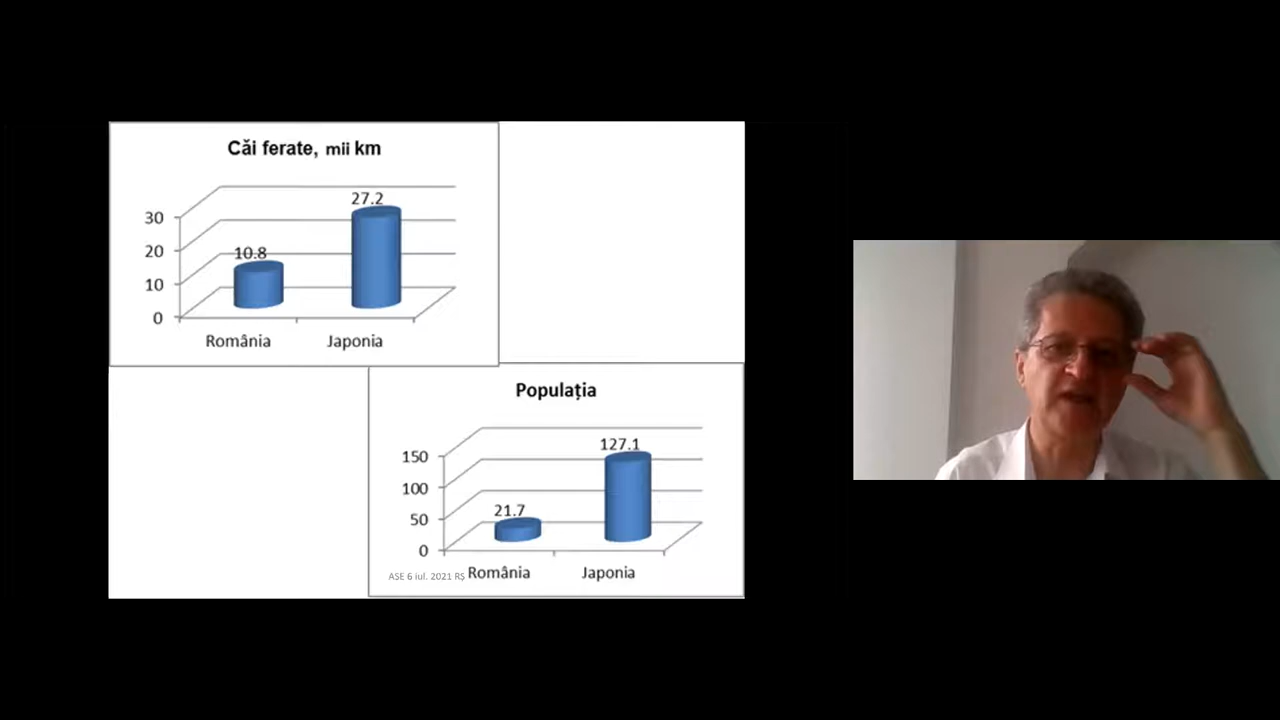 Căi ferate, mii km
27.2
30
10.8
20
10
0
România Japonia
Populația
127.1
150
100
21.7
50
0
ASE 6 iul. 2021 RȘ
România Japonia